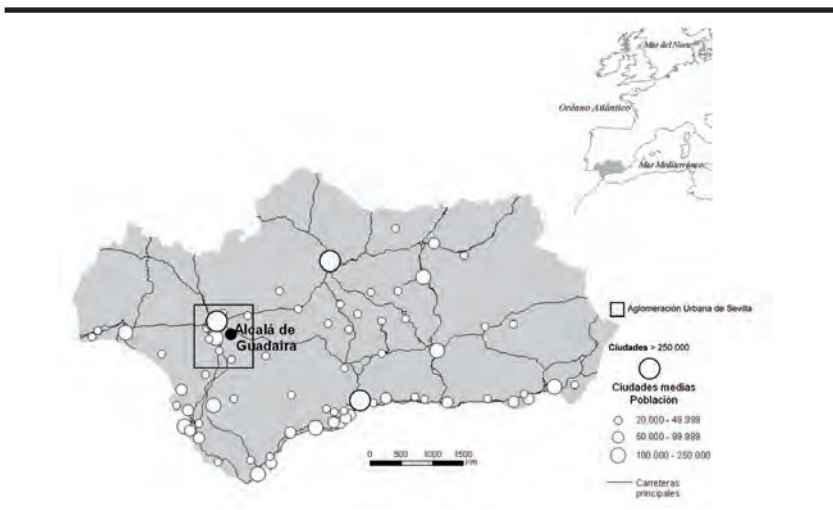 Mar del Norte
Océano Atlántico
Mar Mediterráneo
Alcalá de
Guadaira
Aglomeración Urbana de Sevilla
Ciudades > 250.000
Ciudades medias
Población
20.000 - 49.999
50.000 - 99.999
100.000 - 250.000
0 500 1000 1500
Km
Carreteras
principales